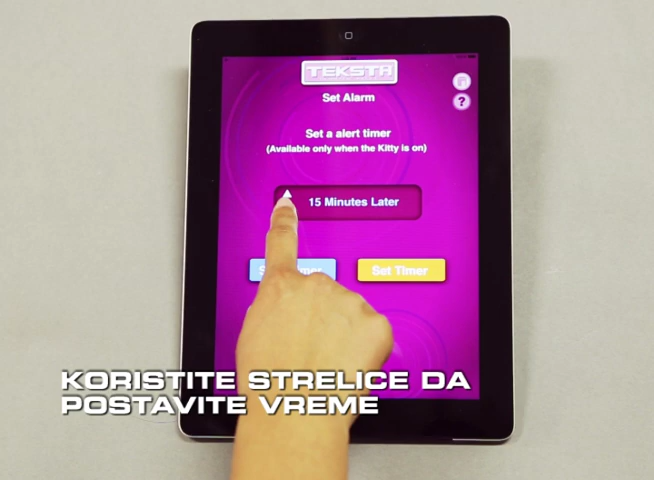 TEKSTA
Set Alarm
?
Set a alert timer
(Available only when the Kitty is on)
15 Minutes Later
Set Timer
KORISTITE STRELICE DA
POSTAVITE VREME